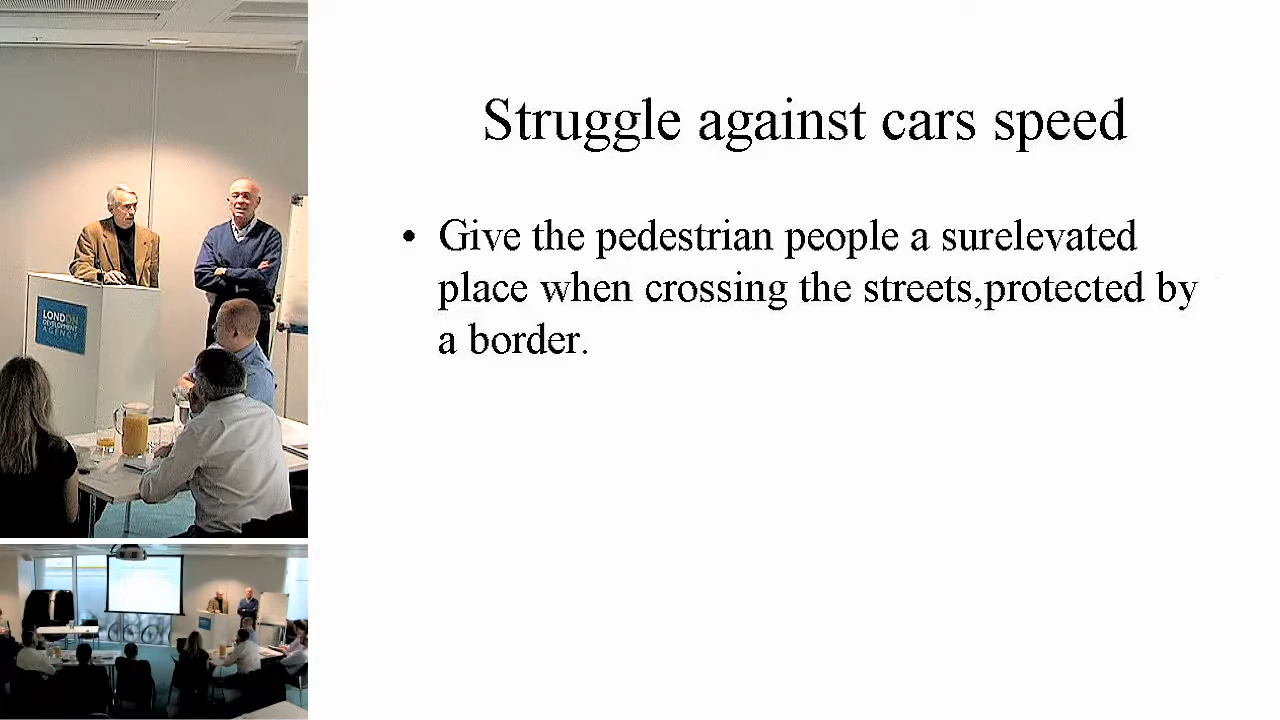 Struggle against cars speed
• Give the pedestrian people a surelevated
place when crossing the streets,protected by
a border.
LONDON
DEVELOPMENT
AGENCY